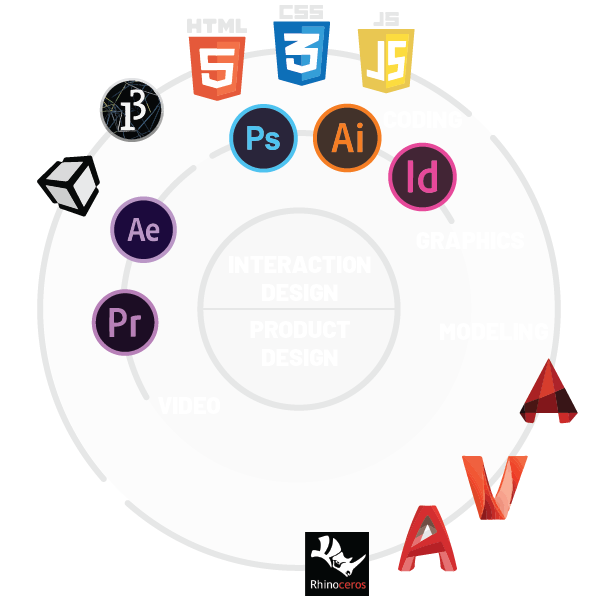 CSS
HTML
JS
5
3
JS
13
Ps
Ai
CODING
Id
Ae
GRAPHICS
INTERACTION
DESIGN
Pr
PRODUCT
DESIGN
MODELING
VIDEO
Rhinoceros